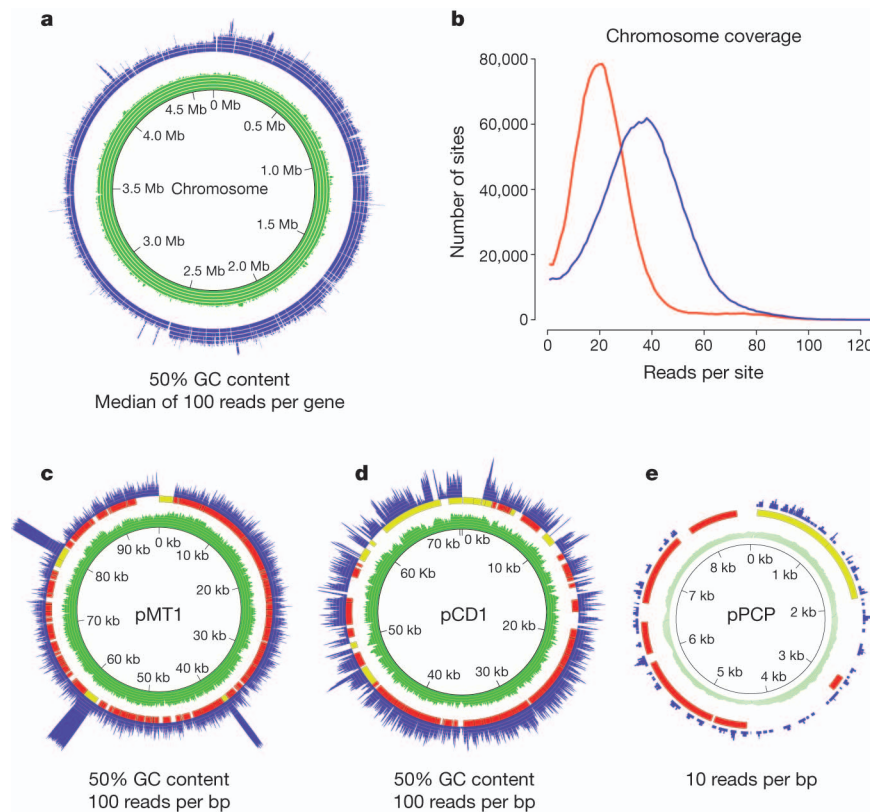 a
0 Mb
0.5 Mb
1.0 Mb
1.5 Mb
2.0 Mb
2.5 Mb
3.0 Mb
3.5 Mb
4.0 Mb
4.5 Mb
Chromosome
50% GC content
Median of 100 reads per gene
b
Chromosome coverage
Number of sites
80,000
60,000
40,000
20,000
0
0 20 40 60 80 100 120
Reads per site
c
0 kb
10 kb
20 kb
30 kb
40 kb
50 kb
60 kb
70 kb
80 kb
90 kb
pMT1
50% GC content
100 reads per bp
d
0 kb
10 kb
20 kb
30 kb
40 kb
50 kb
60 kb
70 kb
pCD1
50% GC content
100 reads per bp
e
0 kb
1 kb
2 kb
3 kb
4 kb
5 kb
6 kb
7 kb
8 kb
pPCP
10 reads per bp